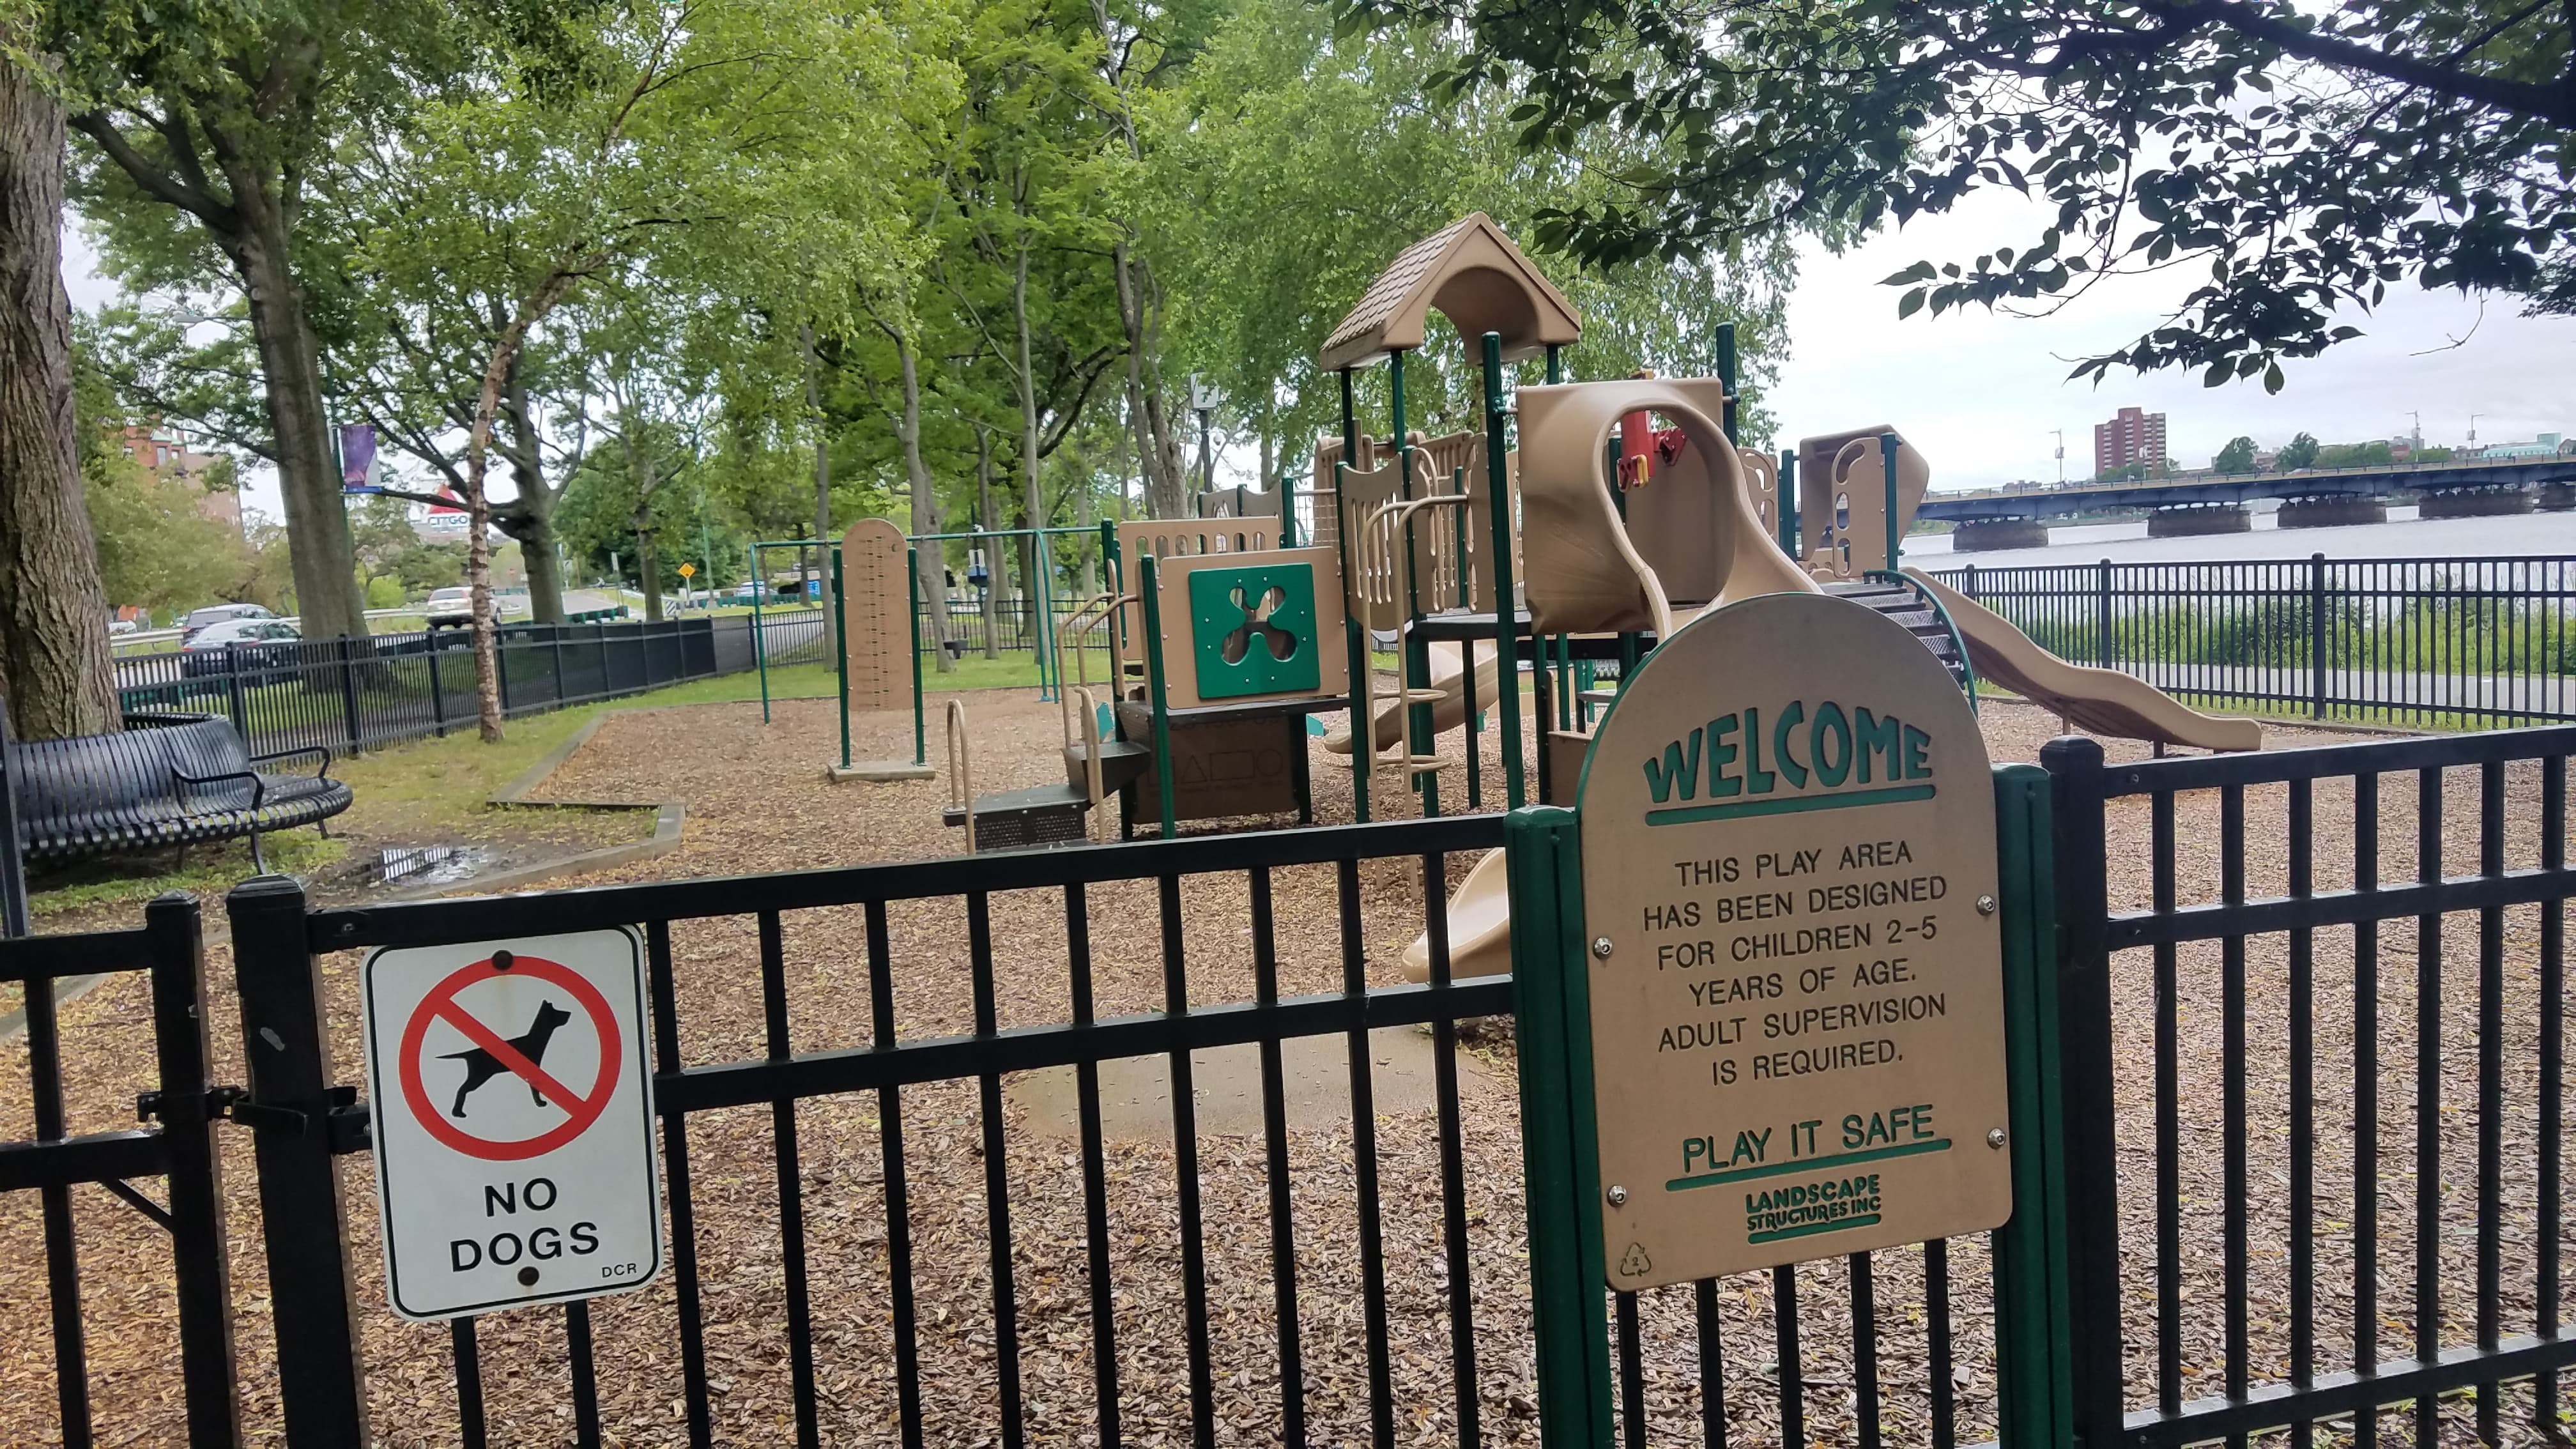 CITGO
WELCOME
THIS PLAY AREA
HAS BEEN DESIGNED
FOR CHILDREN 2-5
YEARS OF AGE.
ADULT SUPERVISION
IS REQUIRED.
PLAY IT SAFE
LANDSCAPE
STRUCTURES INC
2
NO
DOGS
DCR